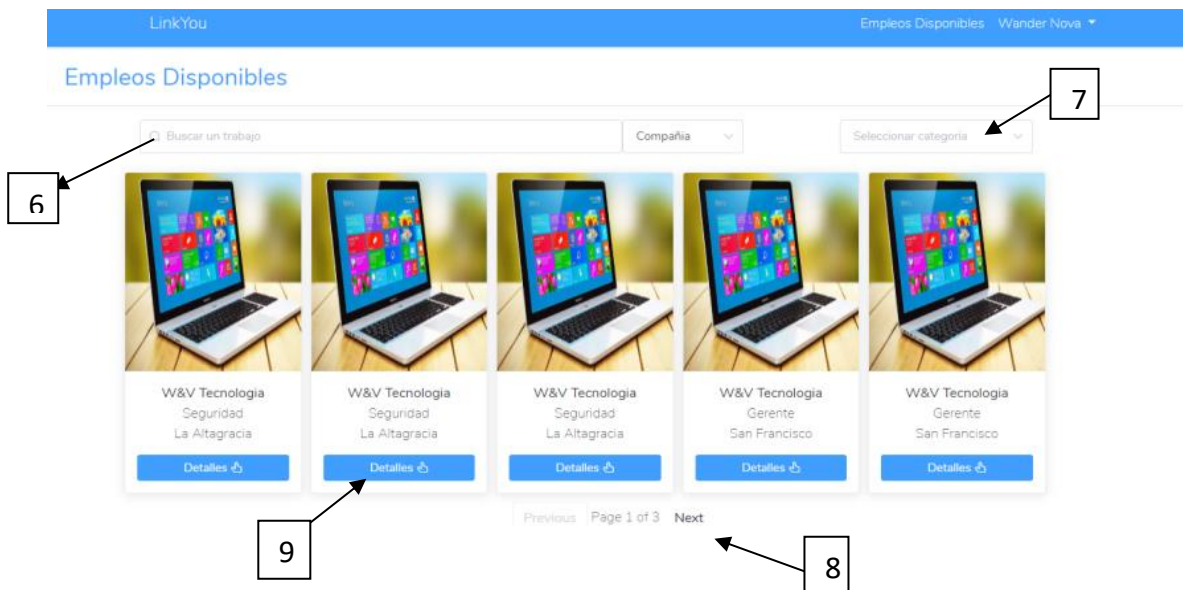 LinkYou Empleos Disponibles Wander Nova
Empleos Disponibles
7
Buscar un trabajo Compañia Seleccionar categoria
6
W&V Tecnologia W&V Tecnologia W&V Tecnologia W&V Tecnologia W&V Tecnologia
Seguridad Seguridad Seguridad Gerente Gerente
La Altagracia La Altagracia La Altagracia San Francisco San Francisco
Detalles Detalles Detalles Detalles Detalles
Previous Page 1 of 3 Next
9
8